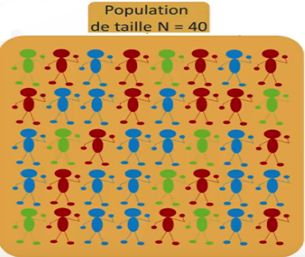 Population
de taille N = 40